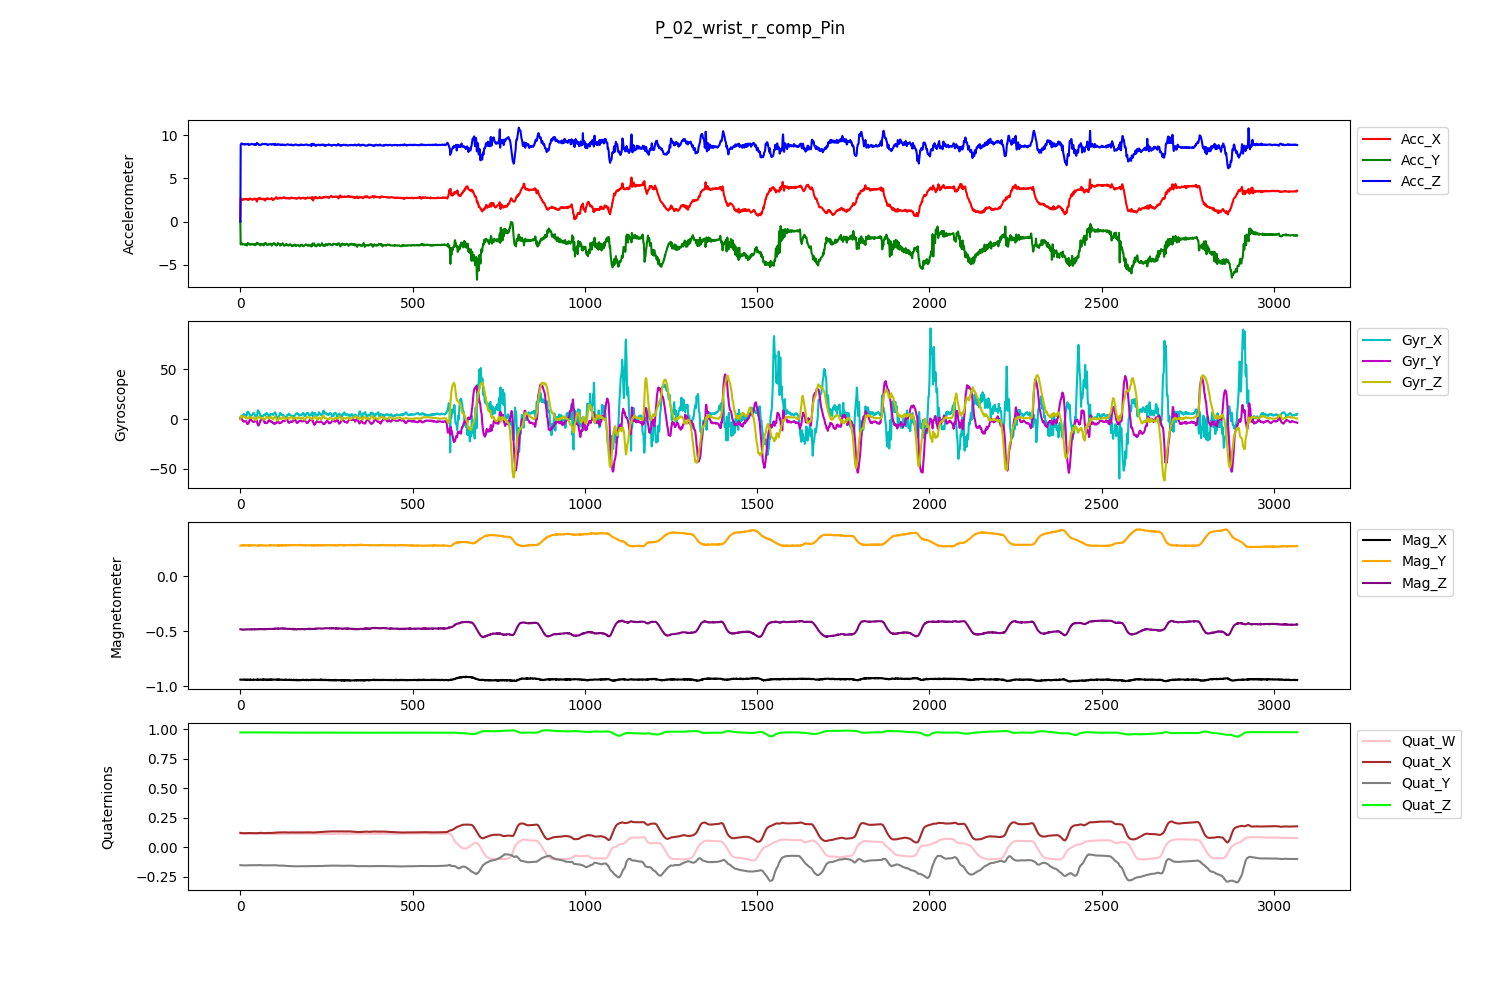 P_02_wrist_r_comp_Pin
Accelerometer
10
5
0
−5
0 500 1000 1500 2000 2500 3000
Acc_X
Acc_Y
Acc_Z
Gyroscope
50
0
−50
0 500 1000 1500 2000 2500 3000
Gyr_X
Gyr_Y
Gyr_Z
Magnetometer
0.0
−0.5
−1.0
0 500 1000 1500 2000 2500 3000
Mag_X
Mag_Y
Mag_Z
Quaternions
1.00
0.75
0.50
0.25
0.00
−0.25
0 500 1000 1500 2000 2500 3000
Quat_W
Quat_X
Quat_Y
Quat_Z